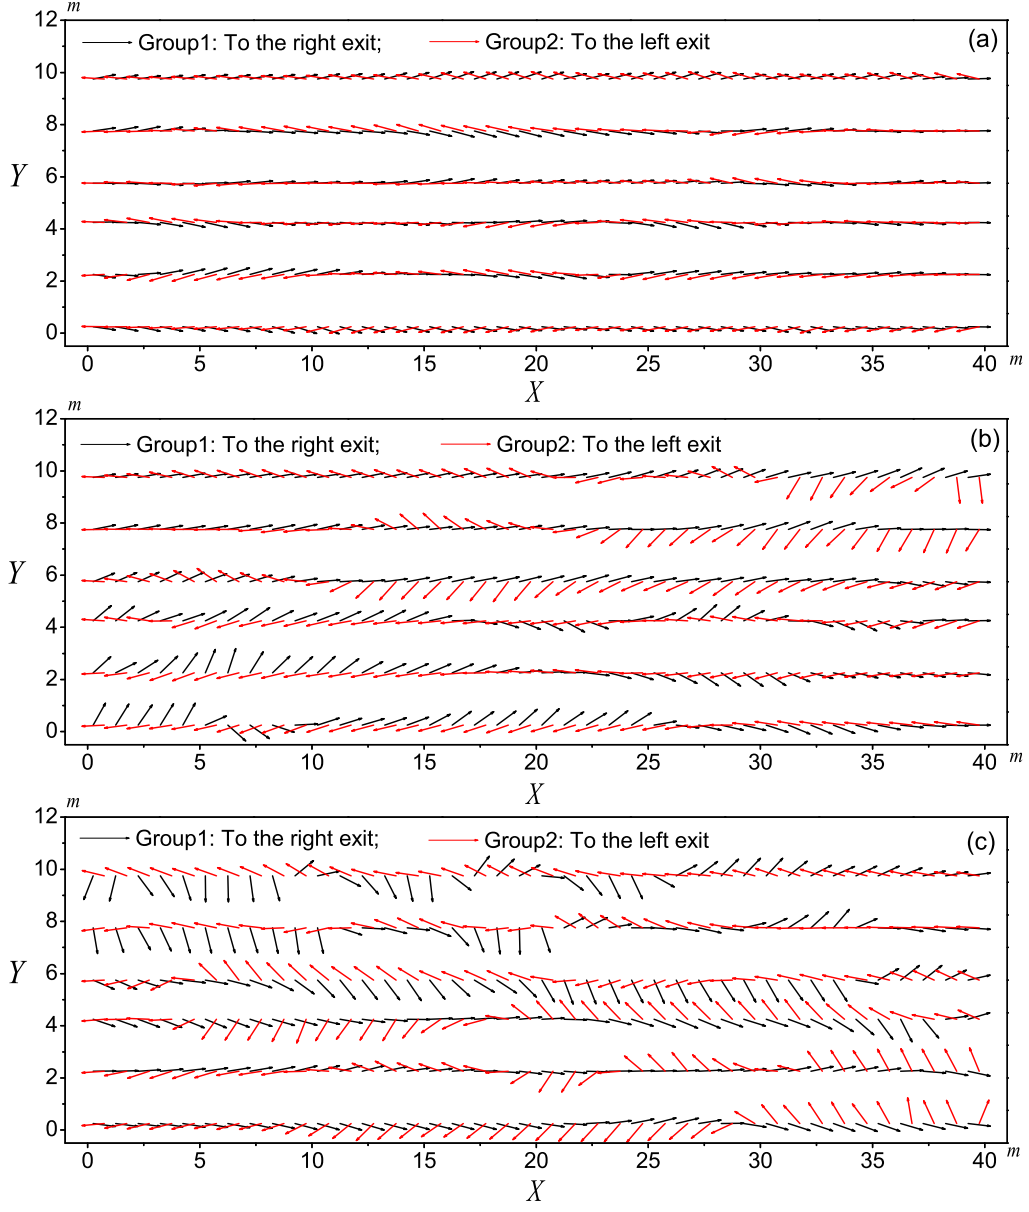 m
12
Group1: To the right exit; Group2: To the left exit (a)
10
8
Y 6
4
2
0
0 5 10 15 20 25 30 35 40 m
X
m
12
Group1: To the right exit; Group2: To the left exit (b)
10
8
Y 6
4
2
0
0 5 10 15 20 25 30 35 40 m
X
m
12
Group1: To the right exit; Group2: To the left exit (c)
10
8
Y 6
4
2
0
0 5 10 15 20 25 30 35 40 m
X